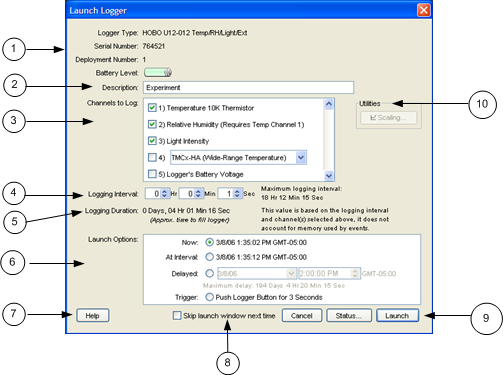 Launch Logger
Logger Type: HOBO U12-012 Temp/RH/Light/Ext
1
Serial Number: 764521
Deployment Number: 1
Battery Level:
2
Description: Experiment
Channels to Log:
1) Temperature 10K Thermistor
Utilities
10
3
2) Relative Humidity (Requires Temp Channel 1)
Scaling...
3) Light Intensity
4) TMCx-HA (Wide-Range Temperature)
5) Logger's Battery Voltage
4
Logging Interval: 0 Hr 0 Min 1 Sec
Maximum logging interval:
18 Hr 12 Min 15 Sec
5
Logging Duration: 0 Days, 04 Hr 01 Min 16 Sec
(Approx. time to fill logger)
This value is based on the logging interval
and channel(s) selected above, it does not
account for memory used by events.
6
Launch Options:
Now: 3/8/06 1:35:02 PM GMT-05:00
At Interval: 3/8/06 1:35:12 PM GMT-05:00
Delayed: 3/8/06 2:00:00 PM GMT-05:00
Maximum delay: 194 Days 4 Hr 20 Min 15 Sec
Trigger: Push Logger Button for 3 Seconds
7
Help
Skip launch window next time
Cancel
Status...
Launch
9
8